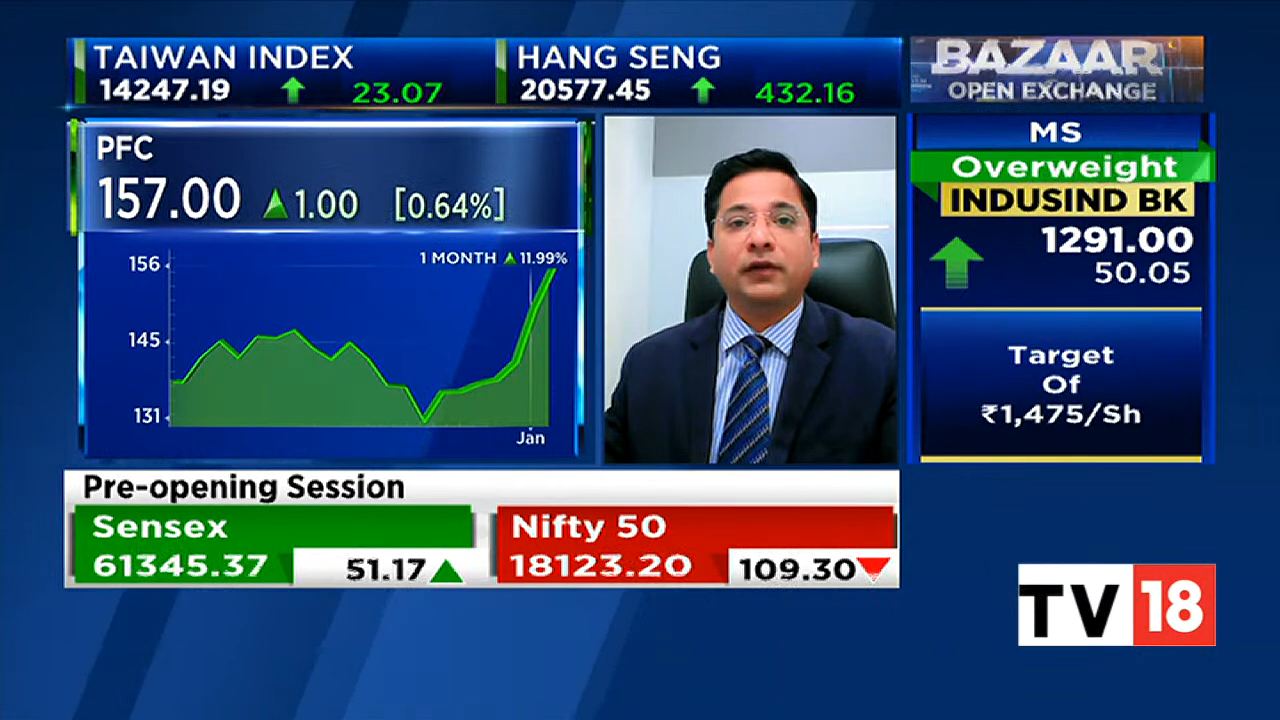 TAIWAN INDEX
14247.19 23.07
HANG SENG
20577.45 432.16
BAZAAR
OPEN EXCHANGE
PFC
157.00 1.00 [0.64%]
1 MONTH 11.99%
156
145
131
Jan
MS
Overweight
INDUSIND BK
1291.00
50.05
Target
Of
₹1,475/Sh
Pre-opening Session
Sensex
61345.37 51.17
Nifty 50
18123.20 109.30
TV18